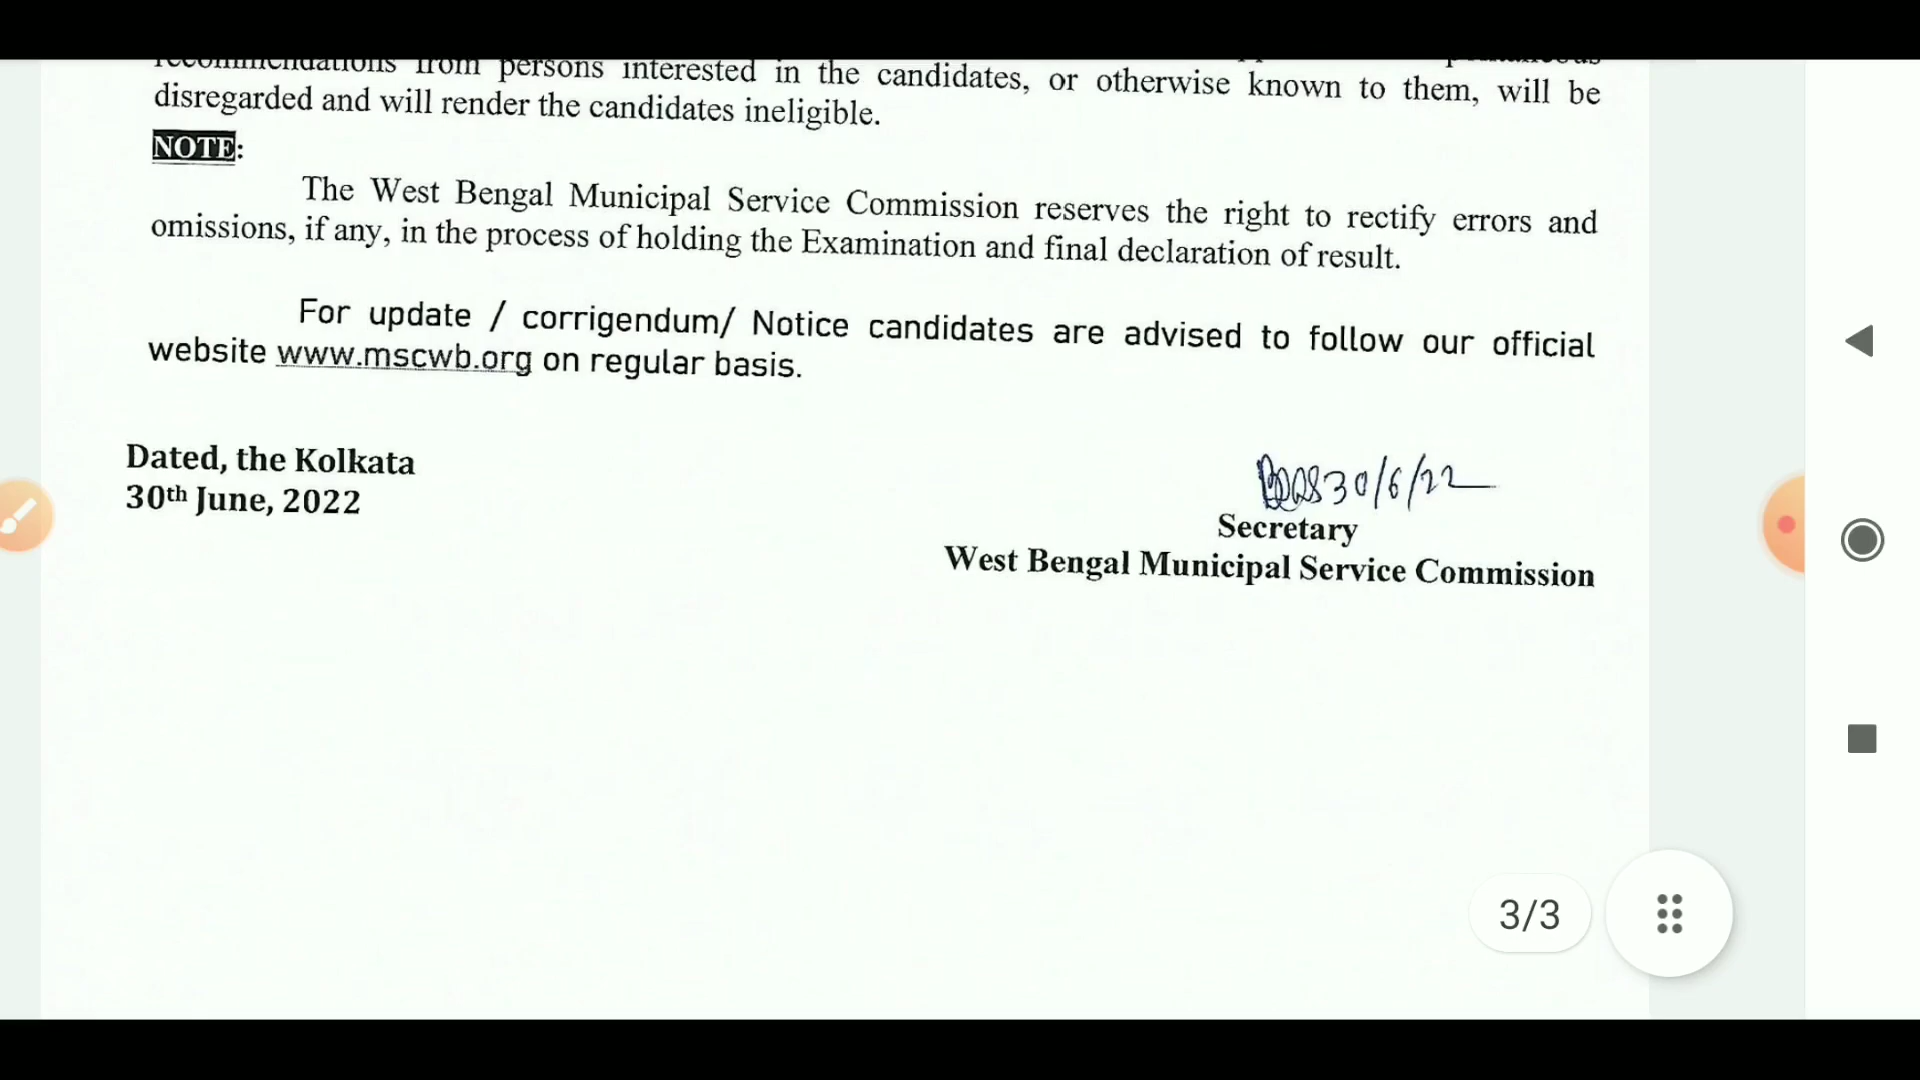 recommendations from persons interested in the candidates, or otherwise known to them, will be
disregarded and will render the candidates ineligible.
NOTE:
The West Bengal Municipal Service Commission reserves the right to rectify errors and
omissions, if any, in the process of holding the Examination and final declaration of result.
For update / corrigendum/ Notice candidates are advised to follow our official
website www.mscwb.org on regular basis.
Dated, the Kolkata
30th June, 2022
30/6/22
Secretary
West Bengal Municipal Service Commission
3/3